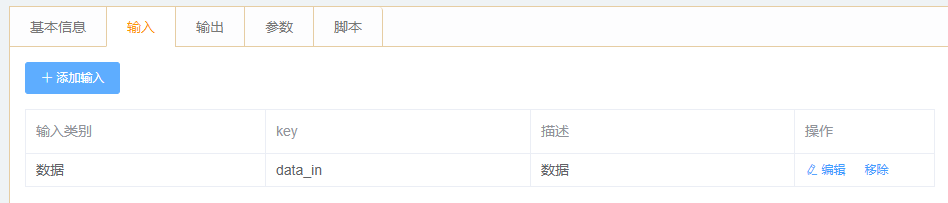 基本信息 输入 输出 参数 脚本
添加输入
输入类别 key 描述 操作
数据 data_in 数据 编辑 移除